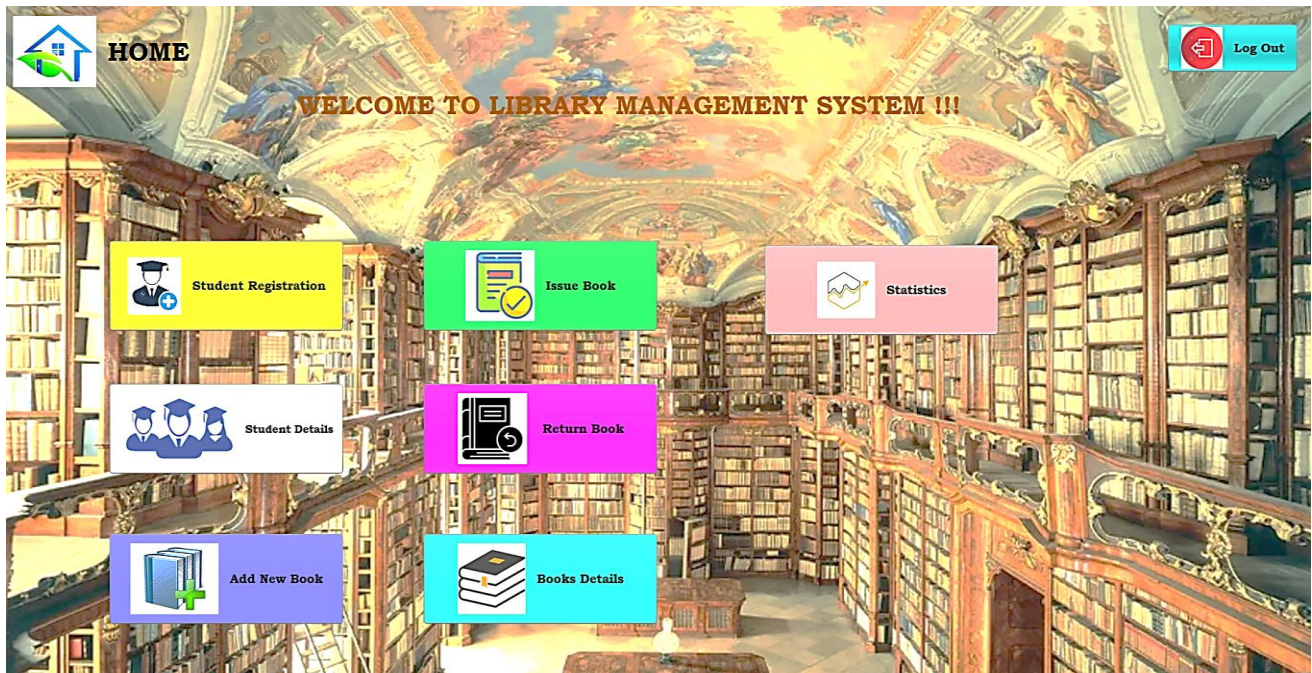 HOME
Log Out
WELCOME TO LIBRARY MANAGEMENT SYSTEM !!!
Student Registration
Issue Book
Statistics
Student Details
Return Book
Add New Book
Books Details